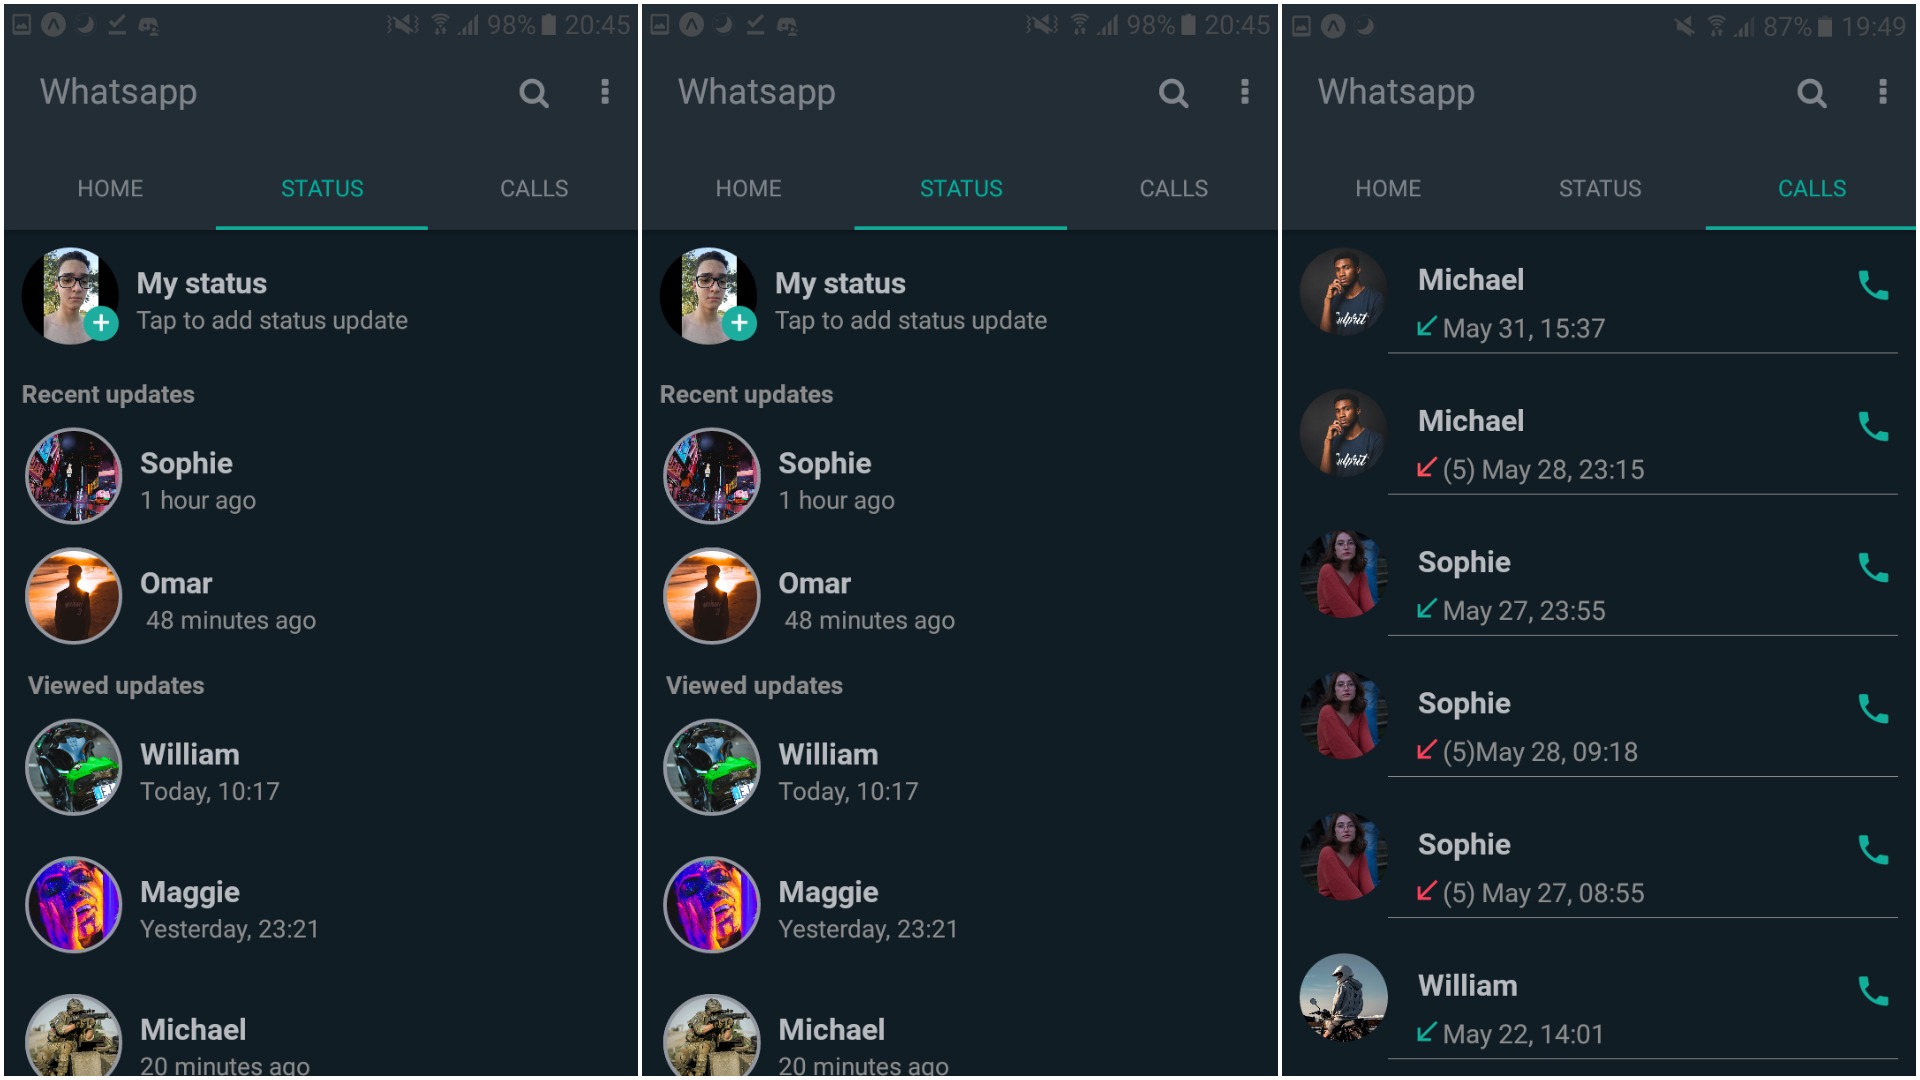 98% 20:45
Whatsapp
HOME STATUS CALLS
My status
Tap to add status update
Recent updates
Sophie
1 hour ago
Omar
48 minutes ago
Viewed updates
William
Today, 10:17
Maggie
Yesterday, 23:21
Michael
20 minutes ago
98% 20:45
Whatsapp
HOME STATUS CALLS
My status
Tap to add status update
Recent updates
Sophie
1 hour ago
Omar
48 minutes ago
Viewed updates
William
Today, 10:17
Maggie
Yesterday, 23:21
Michael
20 minutes ago
87% 19:49
Whatsapp
HOME STATUS CALLS
Michael
May 31, 15:37
Michael
(5) May 28, 23:15
Sophie
May 27, 23:55
Sophie
(5)May 28, 09:18
Sophie
(5) May 27, 08:55
William
May 22, 14:01